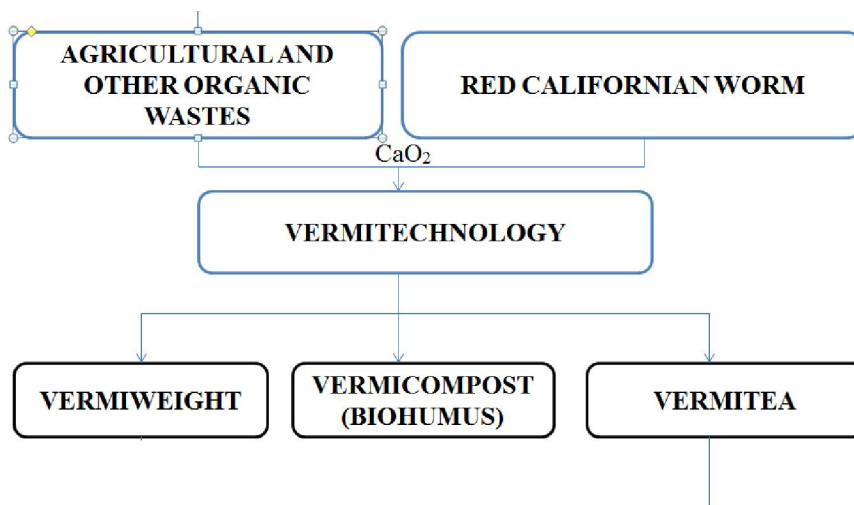 AGRICULTURAL AND
OTHER ORGANIC
WASTES
RED CALIFORNIAN WORM
CaO₂
VERMITECHNOLOGY
VERMIWEIGHT
VERMICOMPOST
(BIOHUMUS)
VERMITEA